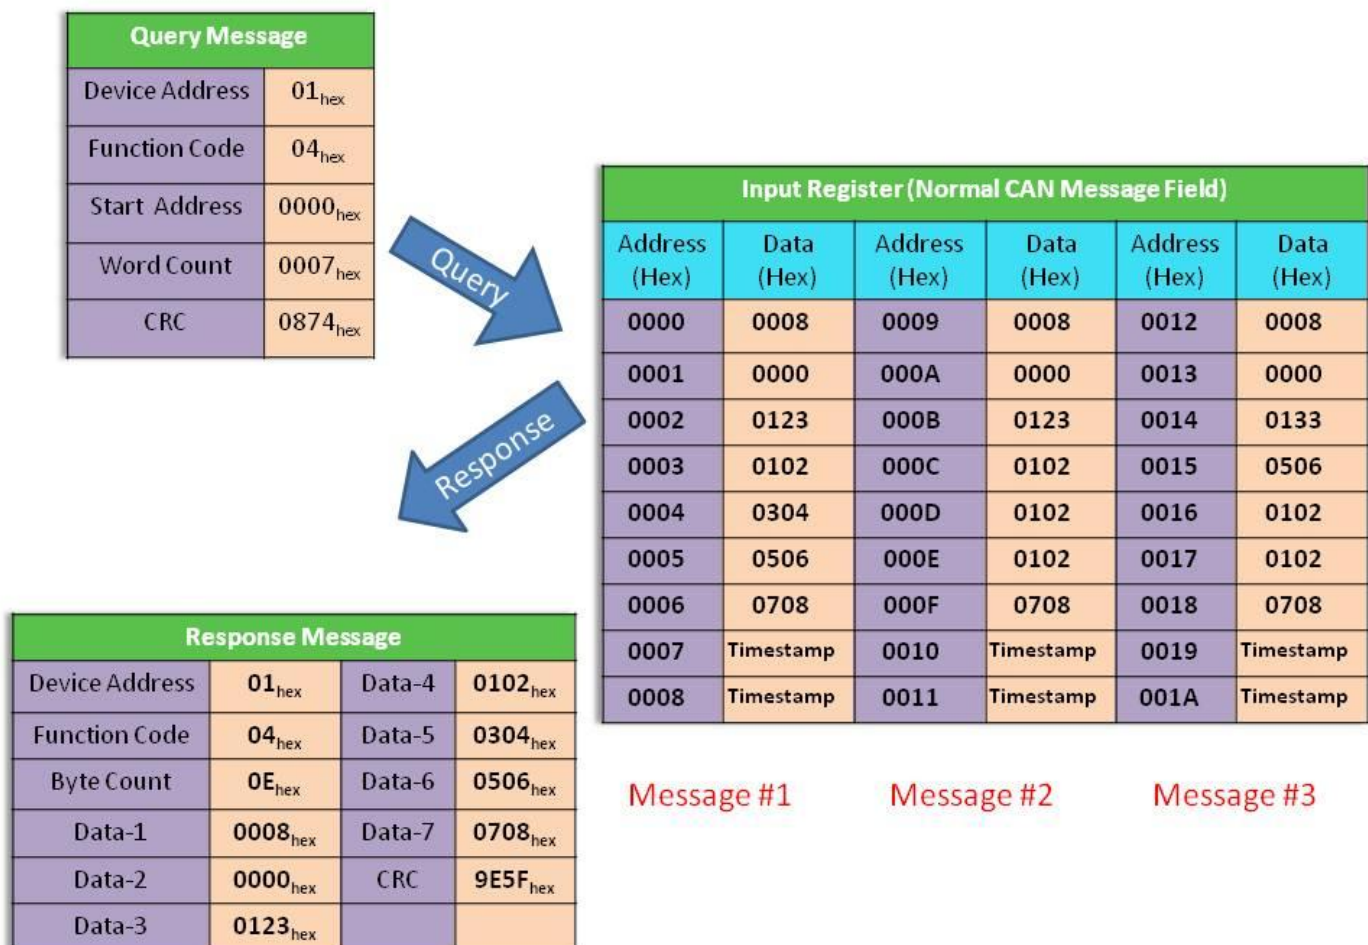 Query Message
Device Address 01hex
Function Code 04hex
Start Address 0000hex
Word Count 0007hex
CRC 0874hex
Query
Response
Input Register (Normal CAN Message Field)
Address (Hex) Data (Hex) Address (Hex) Data (Hex) Address (Hex) Data (Hex)
0000 0008 0009 0008 0012 0008
0001 0000 000A 0000 0013 0000
0002 0123 000B 0123 0014 0133
0003 0102 000C 0102 0015 0506
0004 0304 000D 0102 0016 0102
0005 0506 000E 0102 0017 0102
0006 0708 000F 0708 0018 0708
0007 Timestamp 0010 Timestamp 0019 Timestamp
0008 Timestamp 0011 Timestamp 001A Timestamp
Message #1 Message #2 Message #3
Response Message
Device Address 01hex Data-4 0102hex
Function Code 04hex Data-5 0304hex
Byte Count 0Ehex Data-6 0506hex
Data-1 0008hex Data-7 0708hex
Data-2 0000hex CRC 9E5Fhex
Data-3 0123hex